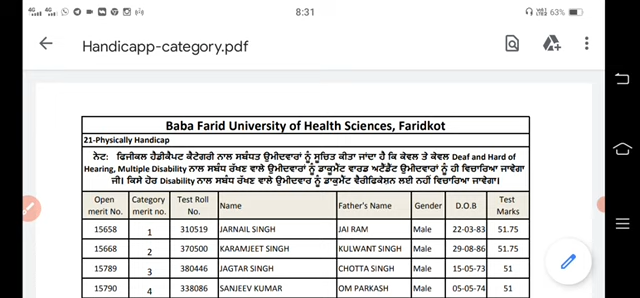 8:31
63%
Handicapp-category.pdf
Baba Farid University of Health Sciences, Faridkot
21-Physically Handicap
ਨੋਟ: ਫਿਜੀਕਲ ਹੈਡੀਕੈਪਟ ਕੈਟੇਗਰੀ ਨਾਲ ਸਬੰਧਤ ਉਮੀਦਵਾਰਾਂ ਨੂੰ ਸੂਚਿਤ ਕੀਤਾ ਜਾਂਦਾ ਹੈ ਕਿ ਕੇਵਲ ਤੇ ਕੇਵਲ Deaf and Hard of
Hearing, Multiple Disability ਨਾਲ ਸਬੰਧ ਰੱਖਣ ਵਾਲੇ ਉਮੀਦਵਾਰਾਂ ਨੂੰ ਡਾਕੂਮੈਂਟ ਵਾਰਡ ਅਟੈਂਡੈਂਟ ਉਮੀਦਵਾਰਾਂ ਨੂੰ ਹੀ ਵਿਚਾਰਿਆ ਜਾਵੇਗਾ
ਜੀ। ਕਿਸੇ ਹੋਰ Disability ਨਾਲ ਸਬੰਧ ਰੱਖਣ ਵਾਲੇ ਉਮੀਦਵਾਰ ਨੂੰ ਡਾਕੂਮੈਂਟ ਵੈਰੀਫਿਕੇਸ਼ਨ ਲਈ ਨਹੀਂ ਵਿਚਾਰਿਆ ਜਾਵੇਗਾ।
Open merit No. Category merit no. Test Roll No. Name Father's Name Gender D.O.B Test Marks
15658 1 310519 JARNAIL SINGH JAI RAM Male 22-03-83 51.75
15668 2 370500 KARAMJEET SINGH KULWANT SINGH Male 29-08-86 51.75
15789 3 380446 JAGTAR SINGH CHOTTA SINGH Male 15-05-73 51
15790 4 338086 SANJEEV KUMAR OM PARKASH Male 05-05-74 51